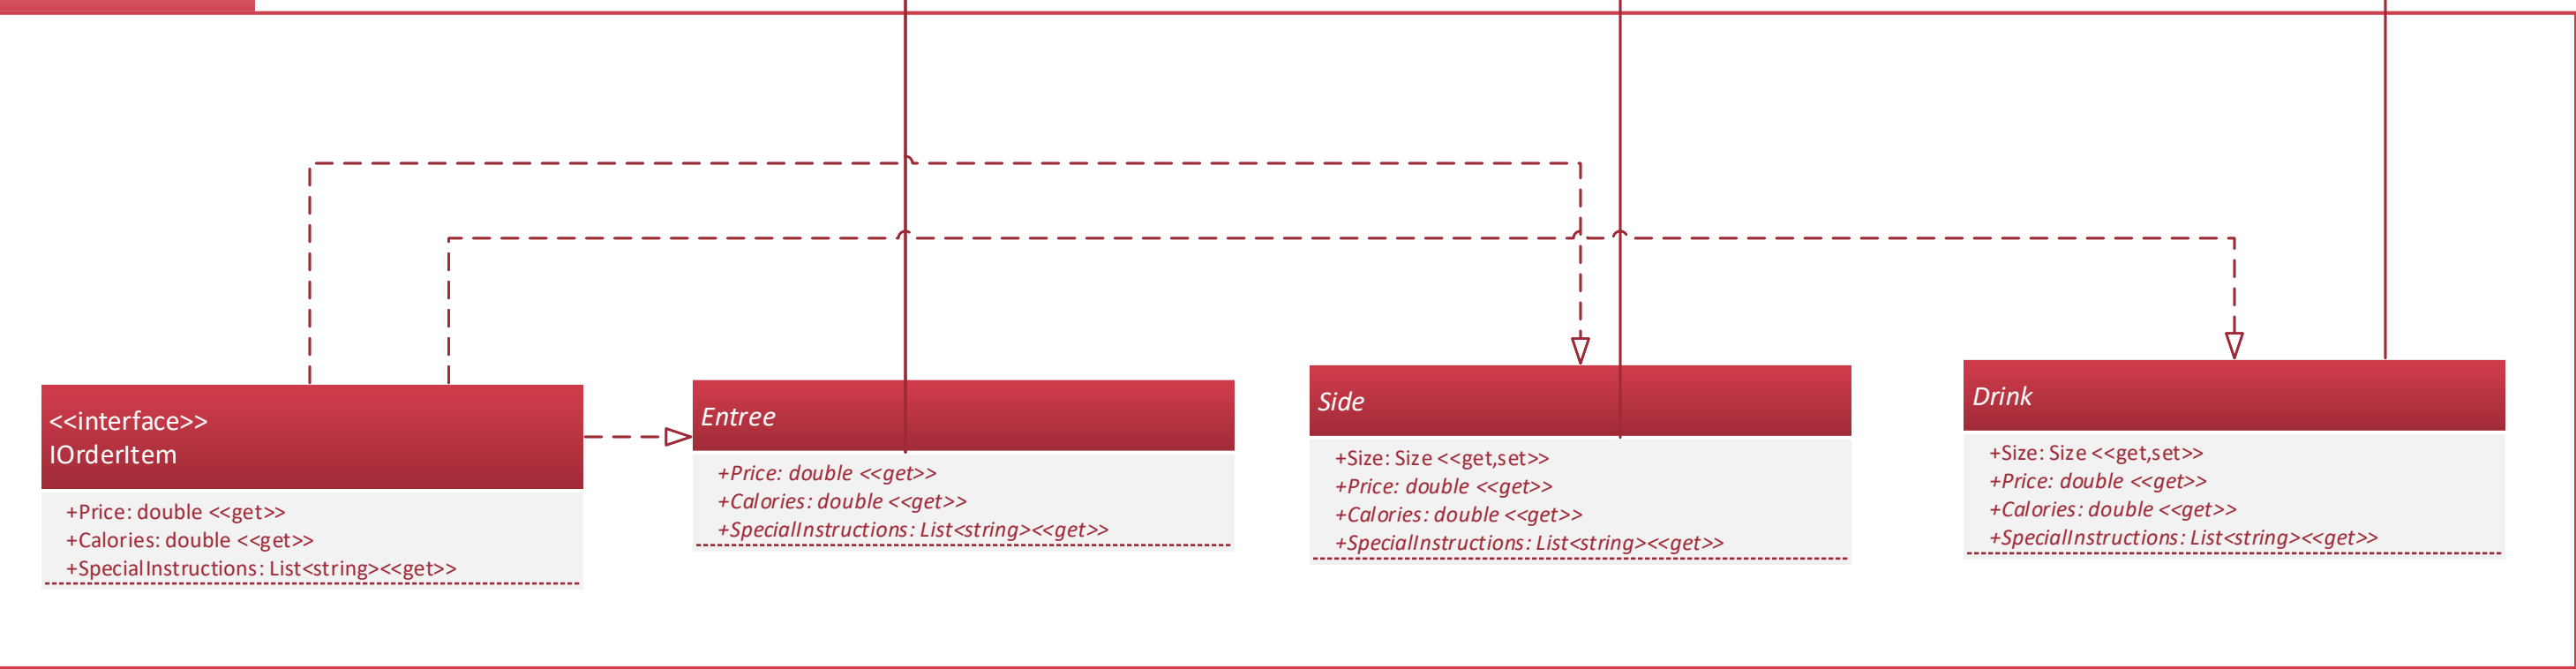 <<interface>>
IOrderItem
+Price: double <<get>>
+Calories: double <<get>>
+SpecialInstructions: List<string><<get>>
Entree
+Price: double <<get>>
+Calories: double <<get>>
+SpecialInstructions: List<string><<get>>
Side
+Size: Size <<get,set>>
+Price: double <<get>>
+Calories: double <<get>>
+SpecialInstructions: List<string><<get>>
Drink
+Size: Size <<get,set>>
+Price: double <<get>>
+Calories: double <<get>>
+SpecialInstructions: List<string><<get>>